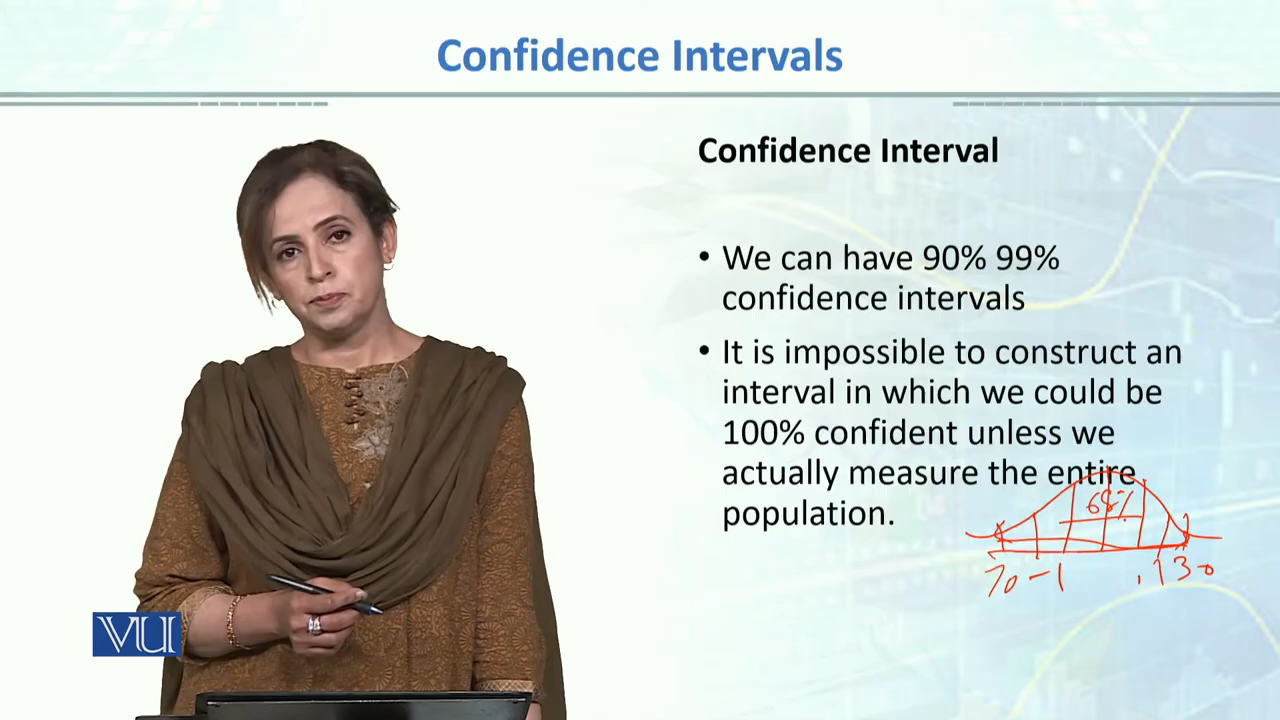 Confidence Intervals
Confidence Interval
• We can have 90% 99%
confidence intervals
• It is impossible to construct an
interval in which we could be
100% confident unless we
actually measure the entire
population.
68%
70 -1 . 130
VU